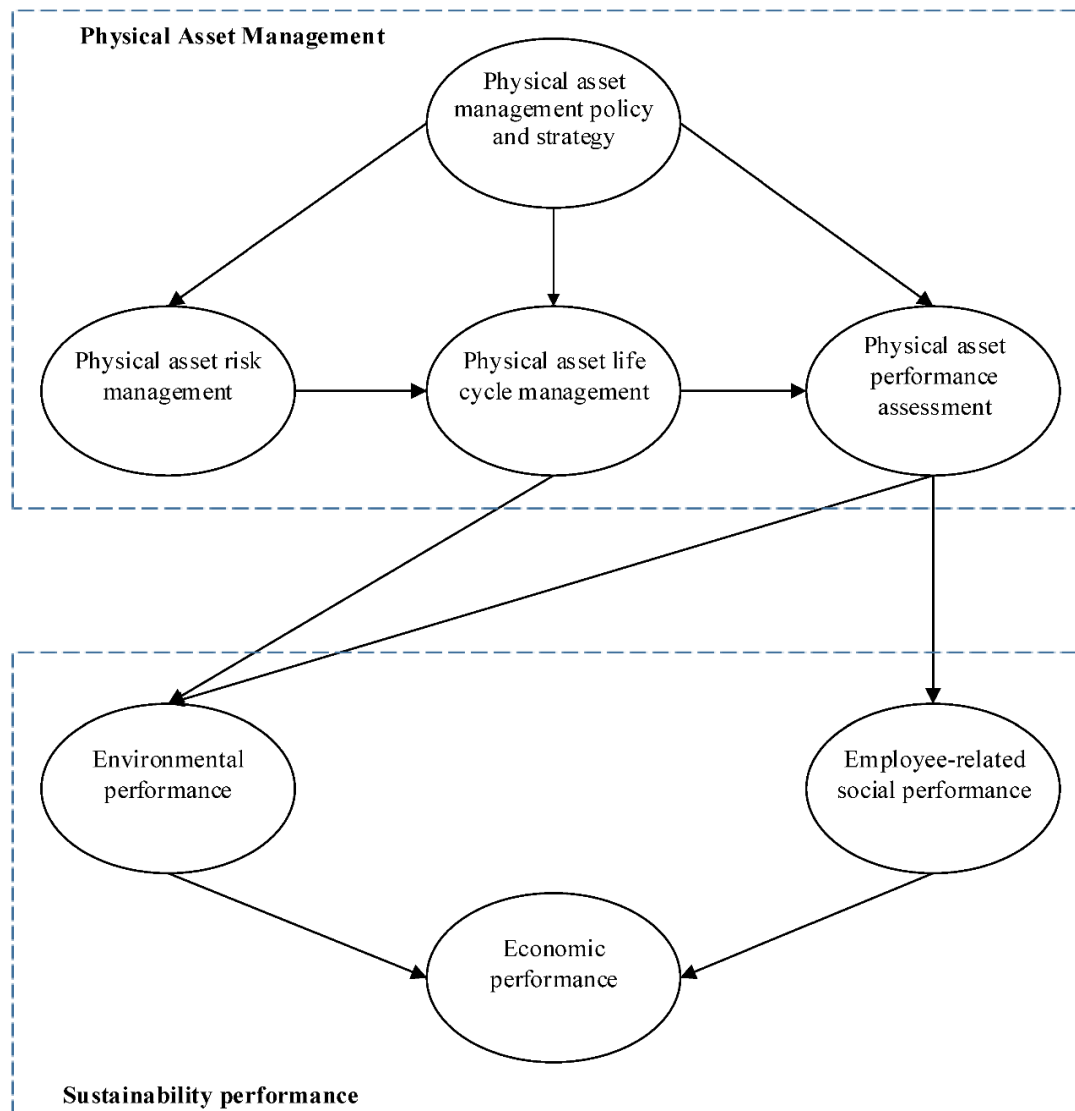 Physical Asset Management
Physical asset
management policy
and strategy
Physical asset risk
management
Physical asset life
cycle management
Physical asset
performance
assessment
Environmental
performance
Employee-related
social performance
Economic
performance
Sustainability performance